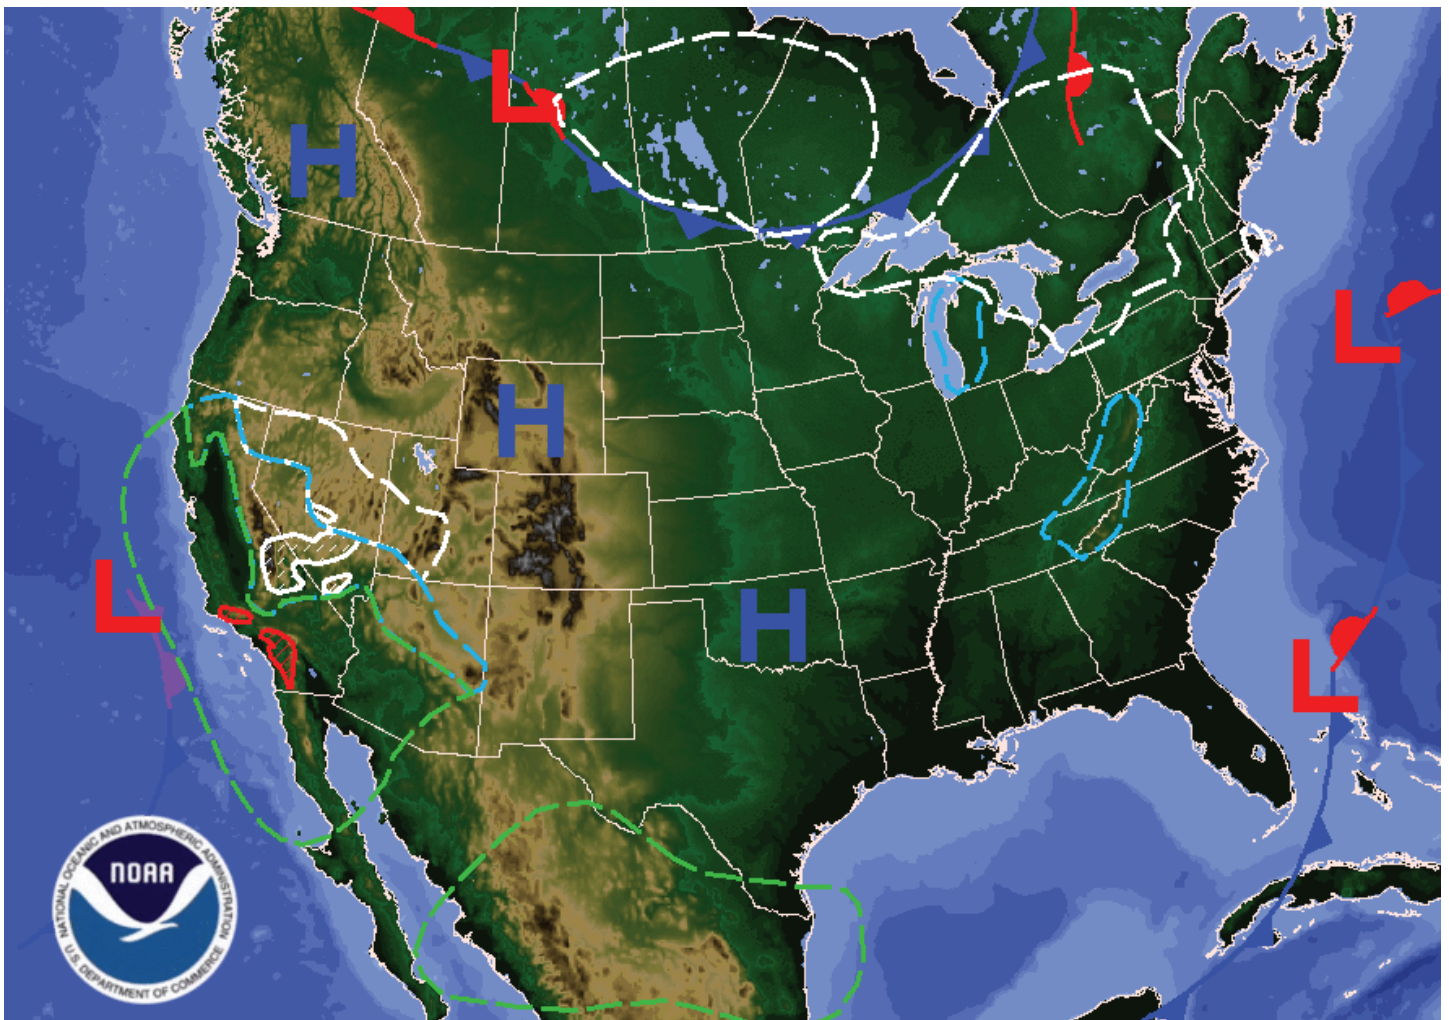 L
H
L
H
L
H
L
L
NOAA
NATIONAL OCEANIC AND ATMOSPHERIC ADMINISTRATION
U.S. DEPARTMENT OF COMMERCE